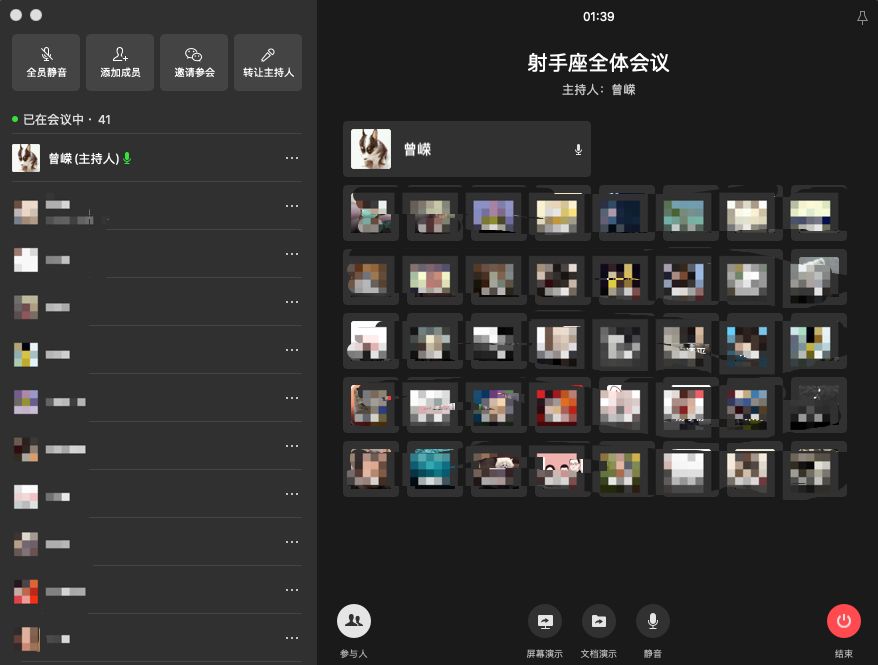 01:39
全员静音
添加成员
邀请参会
转让主持人
射手座全体会议
主持人：曾嵘
已在会议中 · 41
曾嵘
曾嵘 (主持人)
参与人
屏幕演示
文档演示
静音
结束